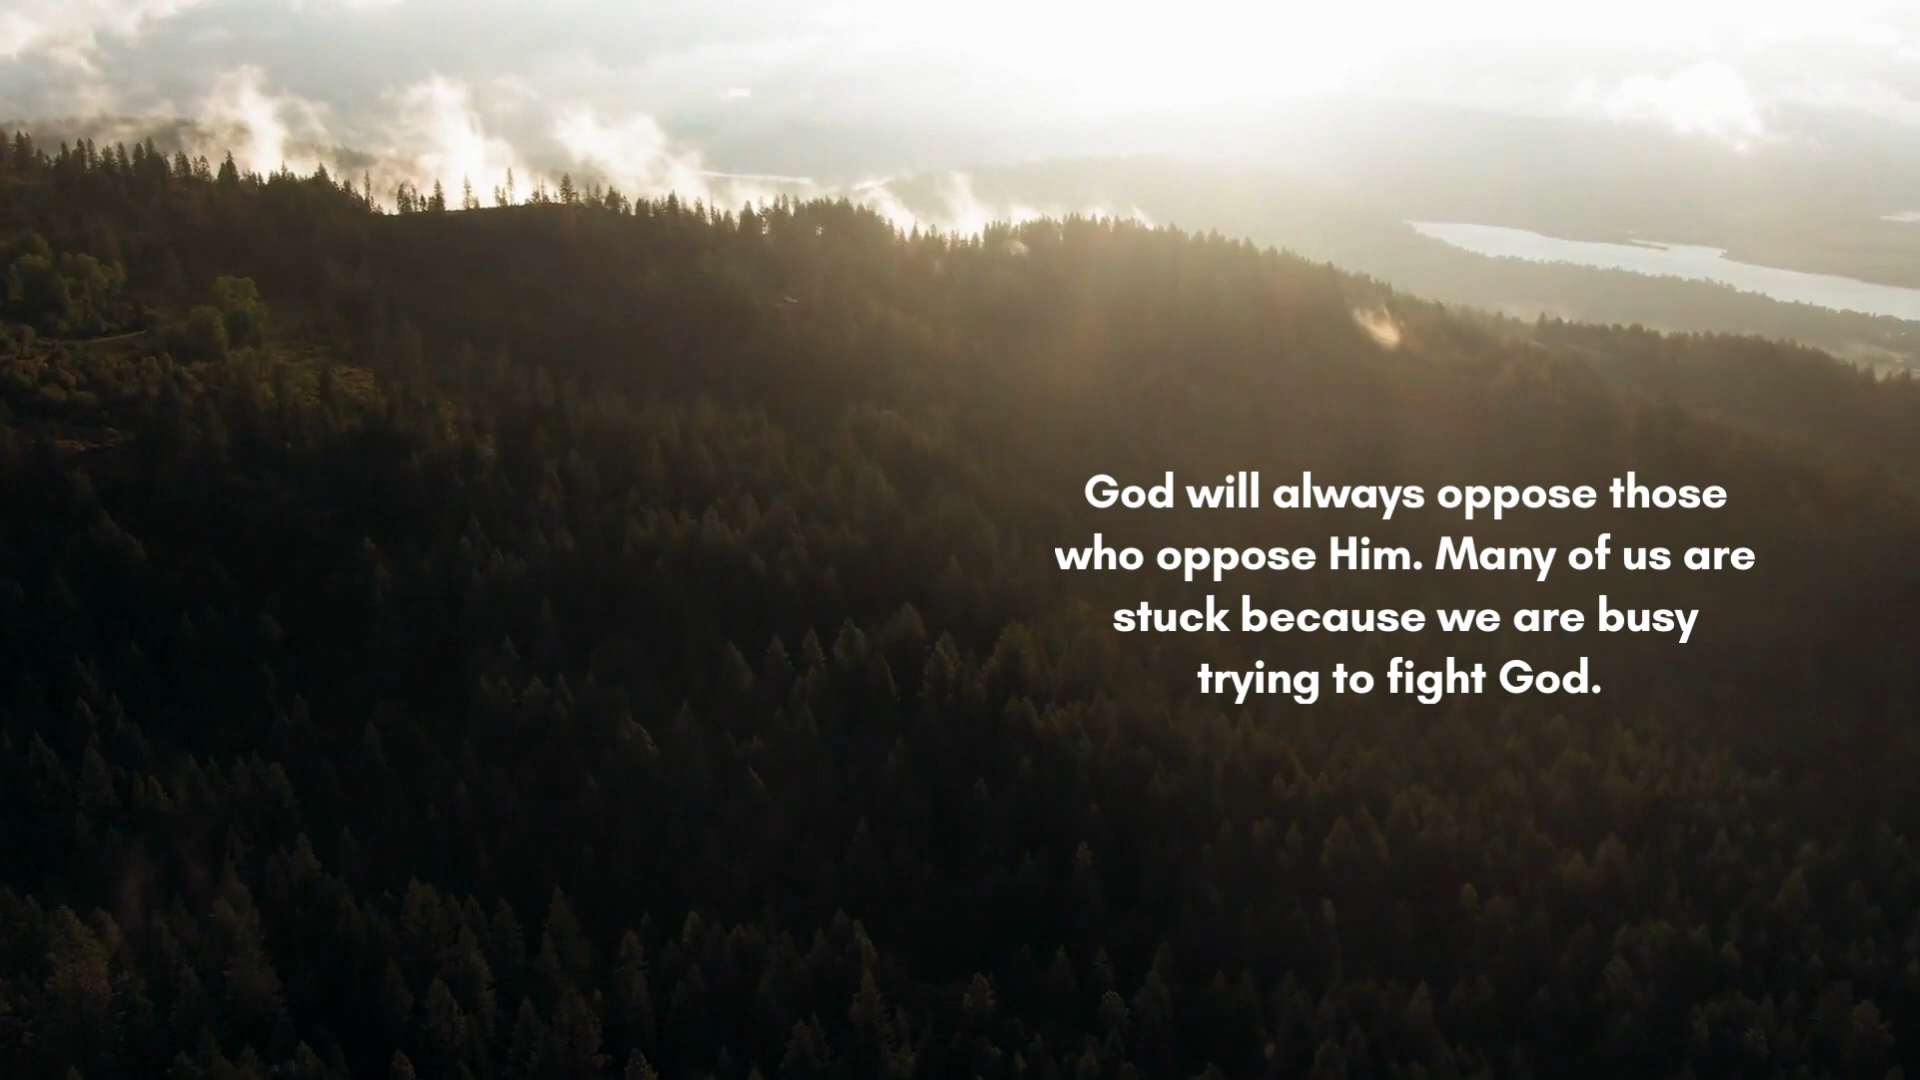 God will always oppose those
who oppose Him. Many of us are
stuck because we are busy
trying to fight God.